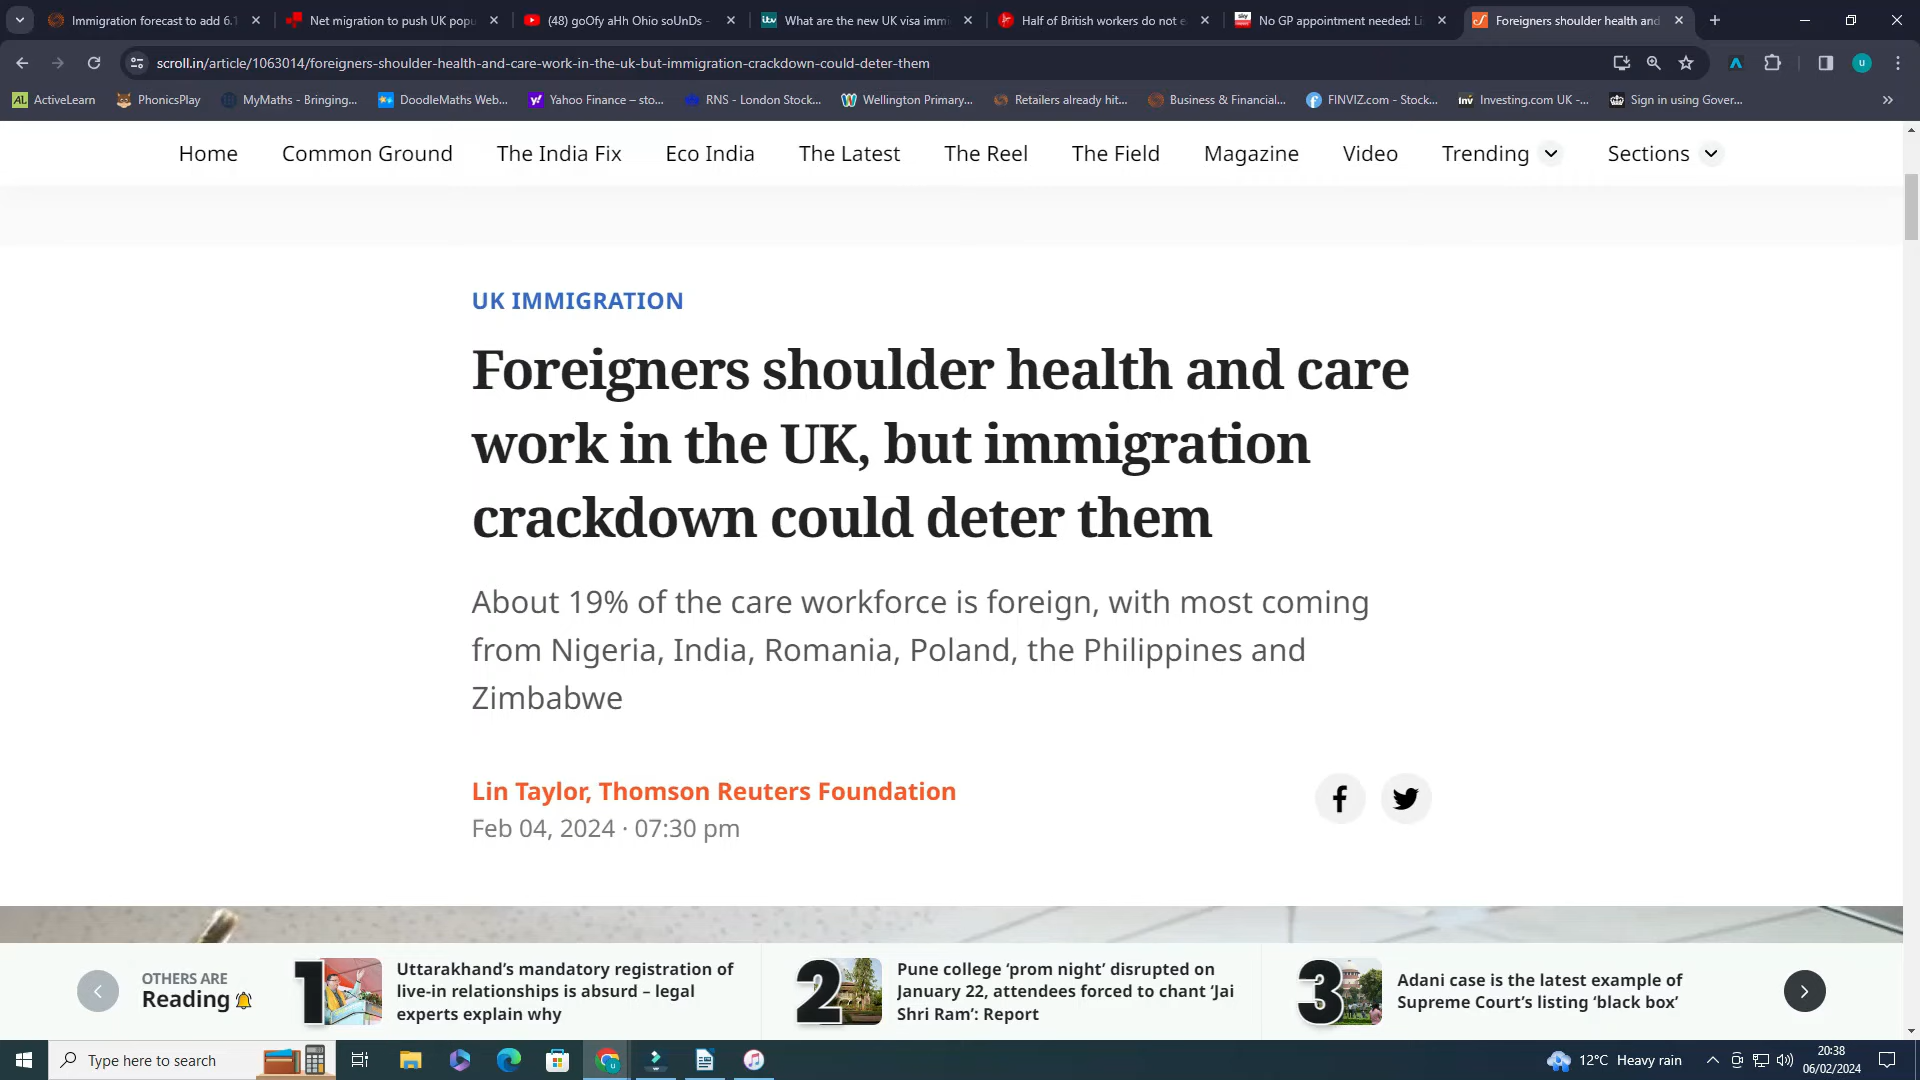 Immigration forecast to add 6.1
Net migration to push UK popu
(48) goOfy aHh Ohio soUnDs -
What are the new UK visa immi
Half of British workers do not e
No GP appointment needed: Li
Foreigners shoulder health and
scroll.in/article/1063014/foreigners-shoulder-health-and-care-work-in-the-uk-but-immigration-crackdown-could-deter-them
ActiveLearn
PhonicsPlay
MyMaths - Bringing...
DoodleMaths Web...
Yahoo Finance – sto...
RNS - London Stock...
Wellington Primary...
Retailers already hit...
Business & Financial...
FINVIZ.com - Stock...
Investing.com UK -...
Sign in using Gover...
Home
Common Ground
The India Fix
Eco India
The Latest
The Reel
The Field
Magazine
Video
Trending
Sections
UK IMMIGRATION
Foreigners shoulder health and care
work in the UK, but immigration
crackdown could deter them
About 19% of the care workforce is foreign, with most coming
from Nigeria, India, Romania, Poland, the Philippines and
Zimbabwe
Lin Taylor, Thomson Reuters Foundation
Feb 04, 2024 · 07:30 pm
OTHERS ARE
Reading
1
Uttarakhand’s mandatory registration of
live-in relationships is absurd – legal
experts explain why
2
Pune college ‘prom night’ disrupted on
January 22, attendees forced to chant ‘Jai
Shri Ram’: Report
3
Adani case is the latest example of
Supreme Court’s listing ‘black box’
Type here to search
12°C Heavy rain
20:38
06/02/2024